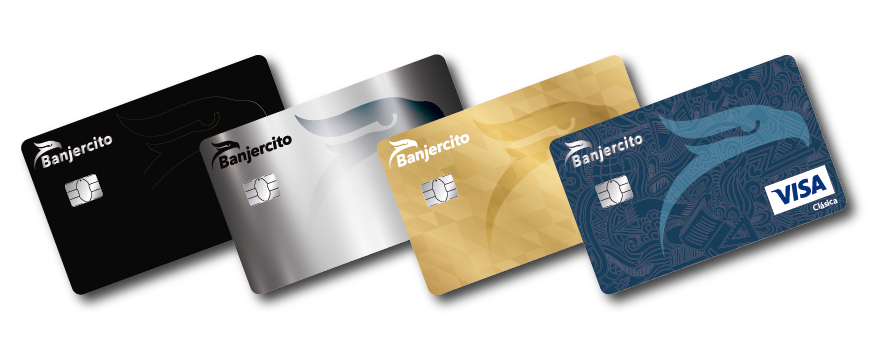 Banjercito
Banjercito
Banjercito
Banjercito
VISA
Clásica